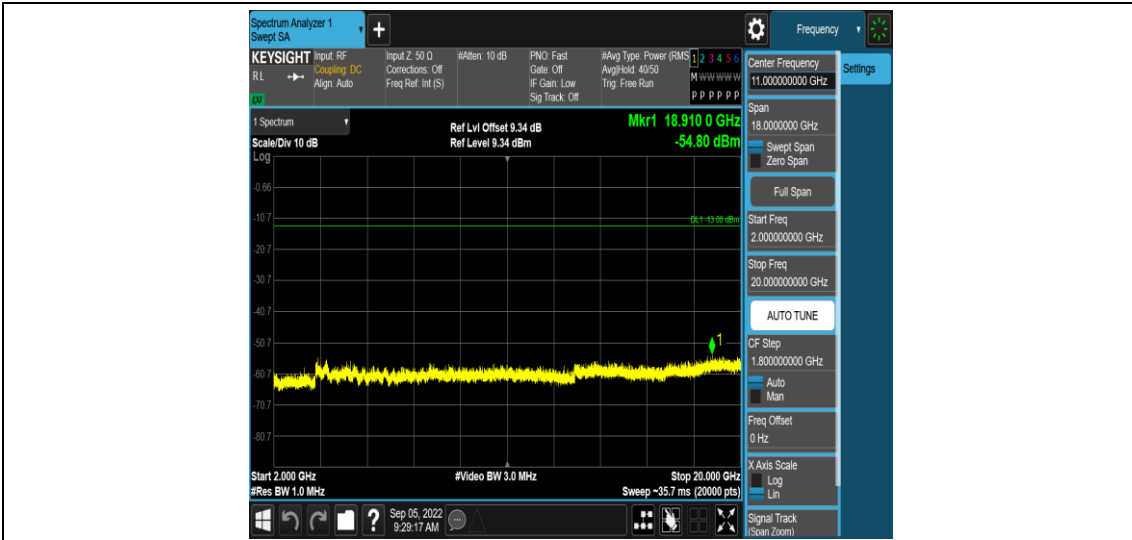 Spectrum Analyzer 1
Swept SA
+
Frequency
KEYSIGHT
RL
LXI
Input: RF
Coupling: DC
Align: Auto
Input Z: 50 Ω
Corrections: Off
Freq Ref: Int (S)
#Atten: 10 dB
PNO: Fast
Gate: Off
IF Gain: Low
Sig Track: Off
#Avg Type: Power (RMS
Avg|Hold: 40/50
Trig: Free Run
1 2 3 4 5 6
M W W W W W
P P P P P P
1 Spectrum
Scale/Div 10 dB
Log
Ref Lvl Offset 9.34 dB
Ref Level 9.34 dBm
Mkr1 18.910 0 GHz
-54.80 dBm
-0.66
-10.7
DL1 -13.00 dBm
-20.7
-30.7
-40.7
-50.7
1
-60.7
-70.7
-80.7
Start 2.000 GHz
#Video BW 3.0 MHz
Stop 20.000 GHz
#Res BW 1.0 MHz
Sweep ~35.7 ms (20000 pts)
?
Sep 05, 2022
9:29:17 AM
Center Frequency
11.000000000 GHz
Settings
Span
18.0000000 GHz
Swept Span
Zero Span
Full Span
Start Freq
2.000000000 GHz
Stop Freq
20.000000000 GHz
AUTO TUNE
CF Step
1.800000000 GHz
Auto
Man
Freq Offset
0 Hz
X Axis Scale
Log
Lin
Signal Track
(Span Zoom)